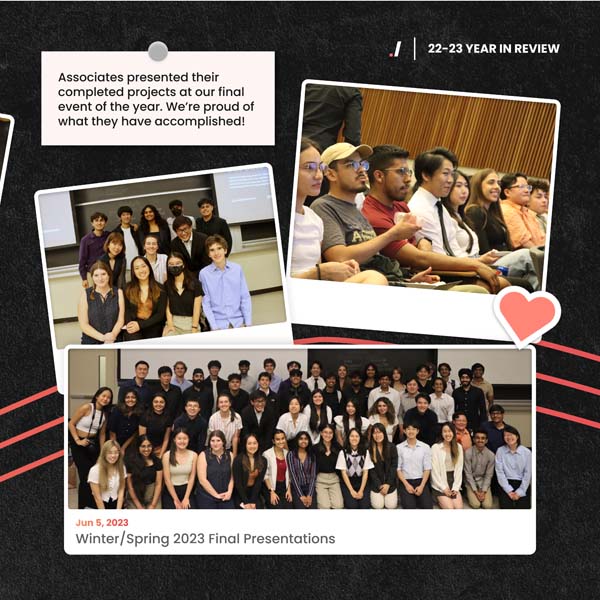 ./ 22-23 YEAR IN REVIEW
Associates presented their
completed projects at our final
event of the year. We’re proud of
what they have accomplished!
Jun 5, 2023
Winter/Spring 2023 Final Presentations